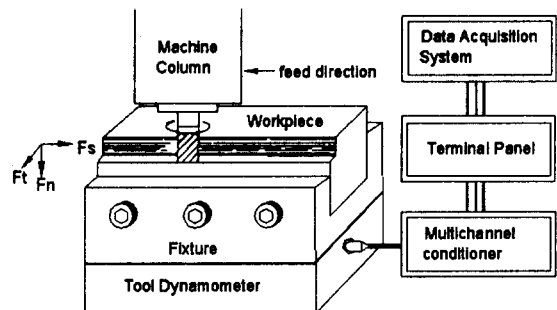 Machine
Column
feed direction
Workpiece
Fs
Ft
Fn
Fixture
Tool Dynamometer
Data Acquisition
System
Terminal Panel
Multichannel
conditioner